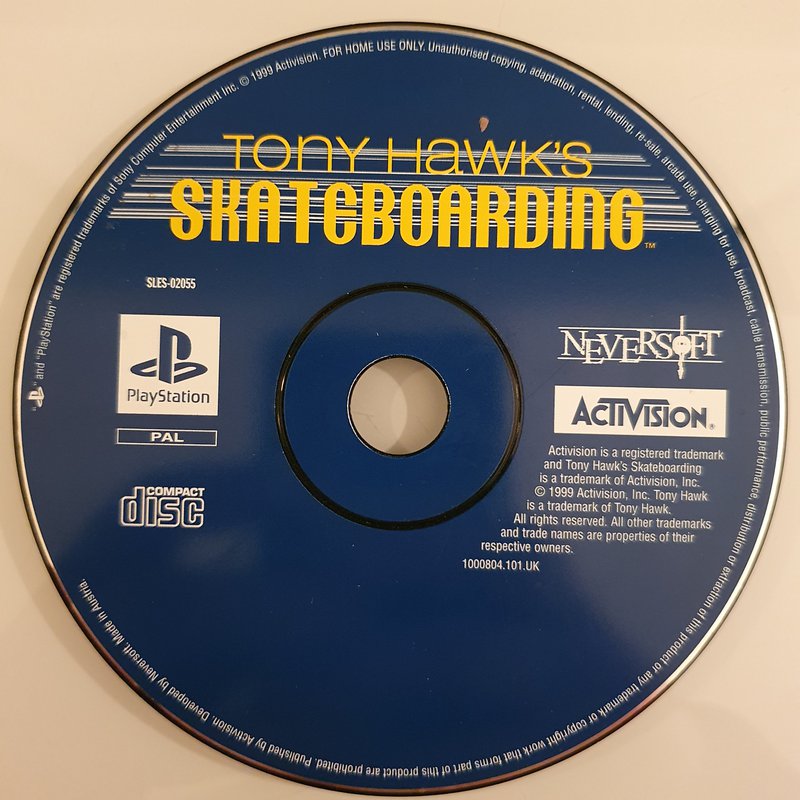 TONY HAWK'S
SKATEBOARDING™
SLES-02055
PlayStation
PAL
COMPACT
disc
NEVERSOFT
ACTIVISION®
Activision is a registered trademark
and Tony Hawk's Skateboarding
is a trademark of Activision, Inc.
© 1999 Activision, Inc. Tony Hawk
is a trademark of Tony Hawk.
All rights reserved. All other trademarks
and trade names are properties of their
respective owners.
1000804.101.UK
"PS" and "PlayStation" are registered trademarks of Sony Computer Entertainment Inc. © 1999 Activision. FOR HOME USE ONLY. Unauthorised copying, adaptation, rental, lending, re-sale, arcade use, charging for use, broadcast, cable transmission, public performance, distribution or extraction of this product or any trademark or copyright work that forms part of this product are prohibited. Published by Activision. Developed by Neversoft. Made in Austria.